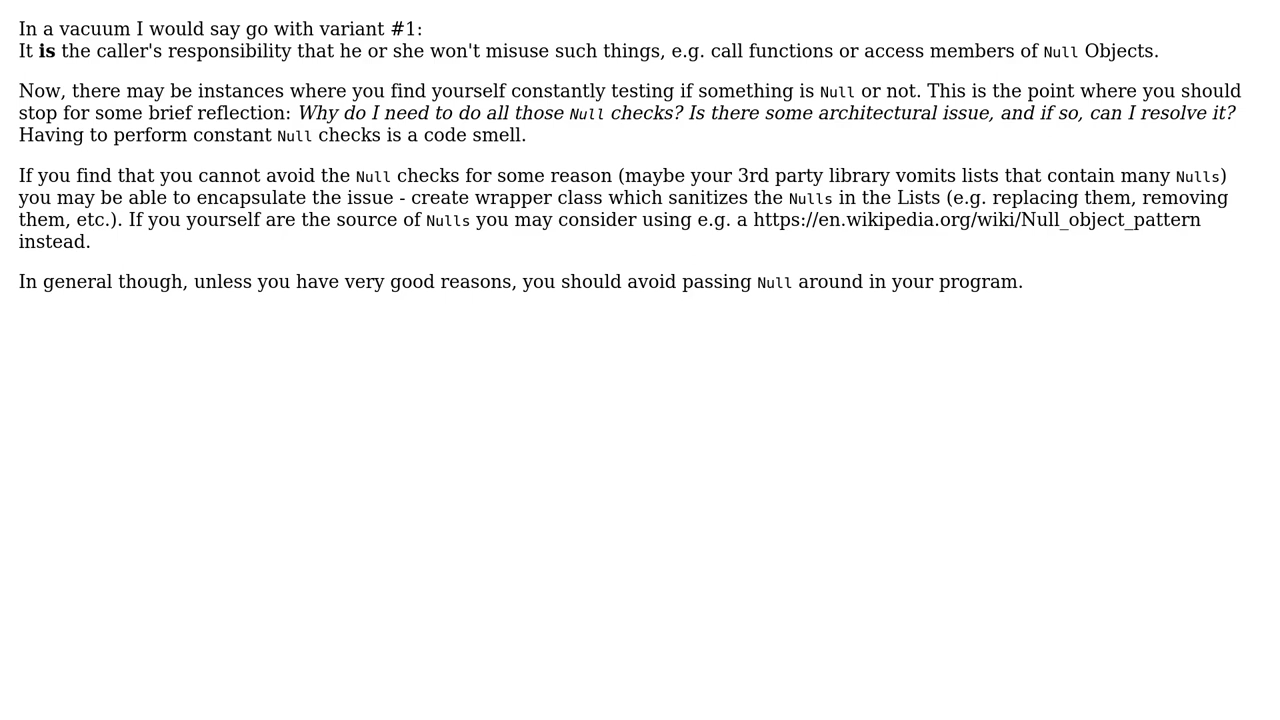 In a vacuum I would say go with variant #1:
It is the caller's responsibility that he or she won't misuse such things, e.g. call functions or access members of Null Objects.
Now, there may be instances where you find yourself constantly testing if something is Null or not. This is the point where you should
stop for some brief reflection: Why do I need to do all those Null checks? Is there some architectural issue, and if so, can I resolve it?
Having to perform constant Null checks is a code smell.
If you find that you cannot avoid the Null checks for some reason (maybe your 3rd party library vomits lists that contain many Nulls)
you may be able to encapsulate the issue - create wrapper class which sanitizes the Nulls in the Lists (e.g. replacing them, removing
them, etc.). If you yourself are the source of Nulls you may consider using e.g. a https://en.wikipedia.org/wiki/Null_object_pattern
instead.
In general though, unless you have very good reasons, you should avoid passing Null around in your program.